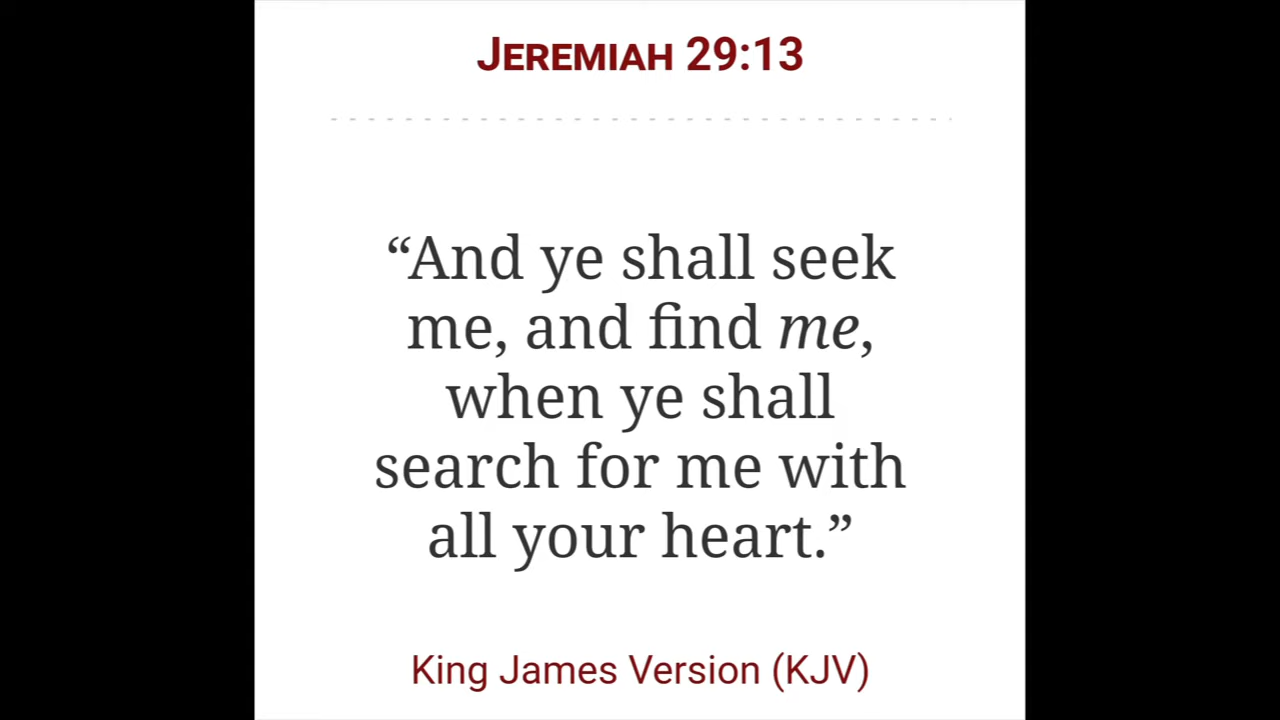 JEREMIAH 29:13
“And ye shall seek
me, and find me,
when ye shall
search for me with
all your heart.”
King James Version (KJV)